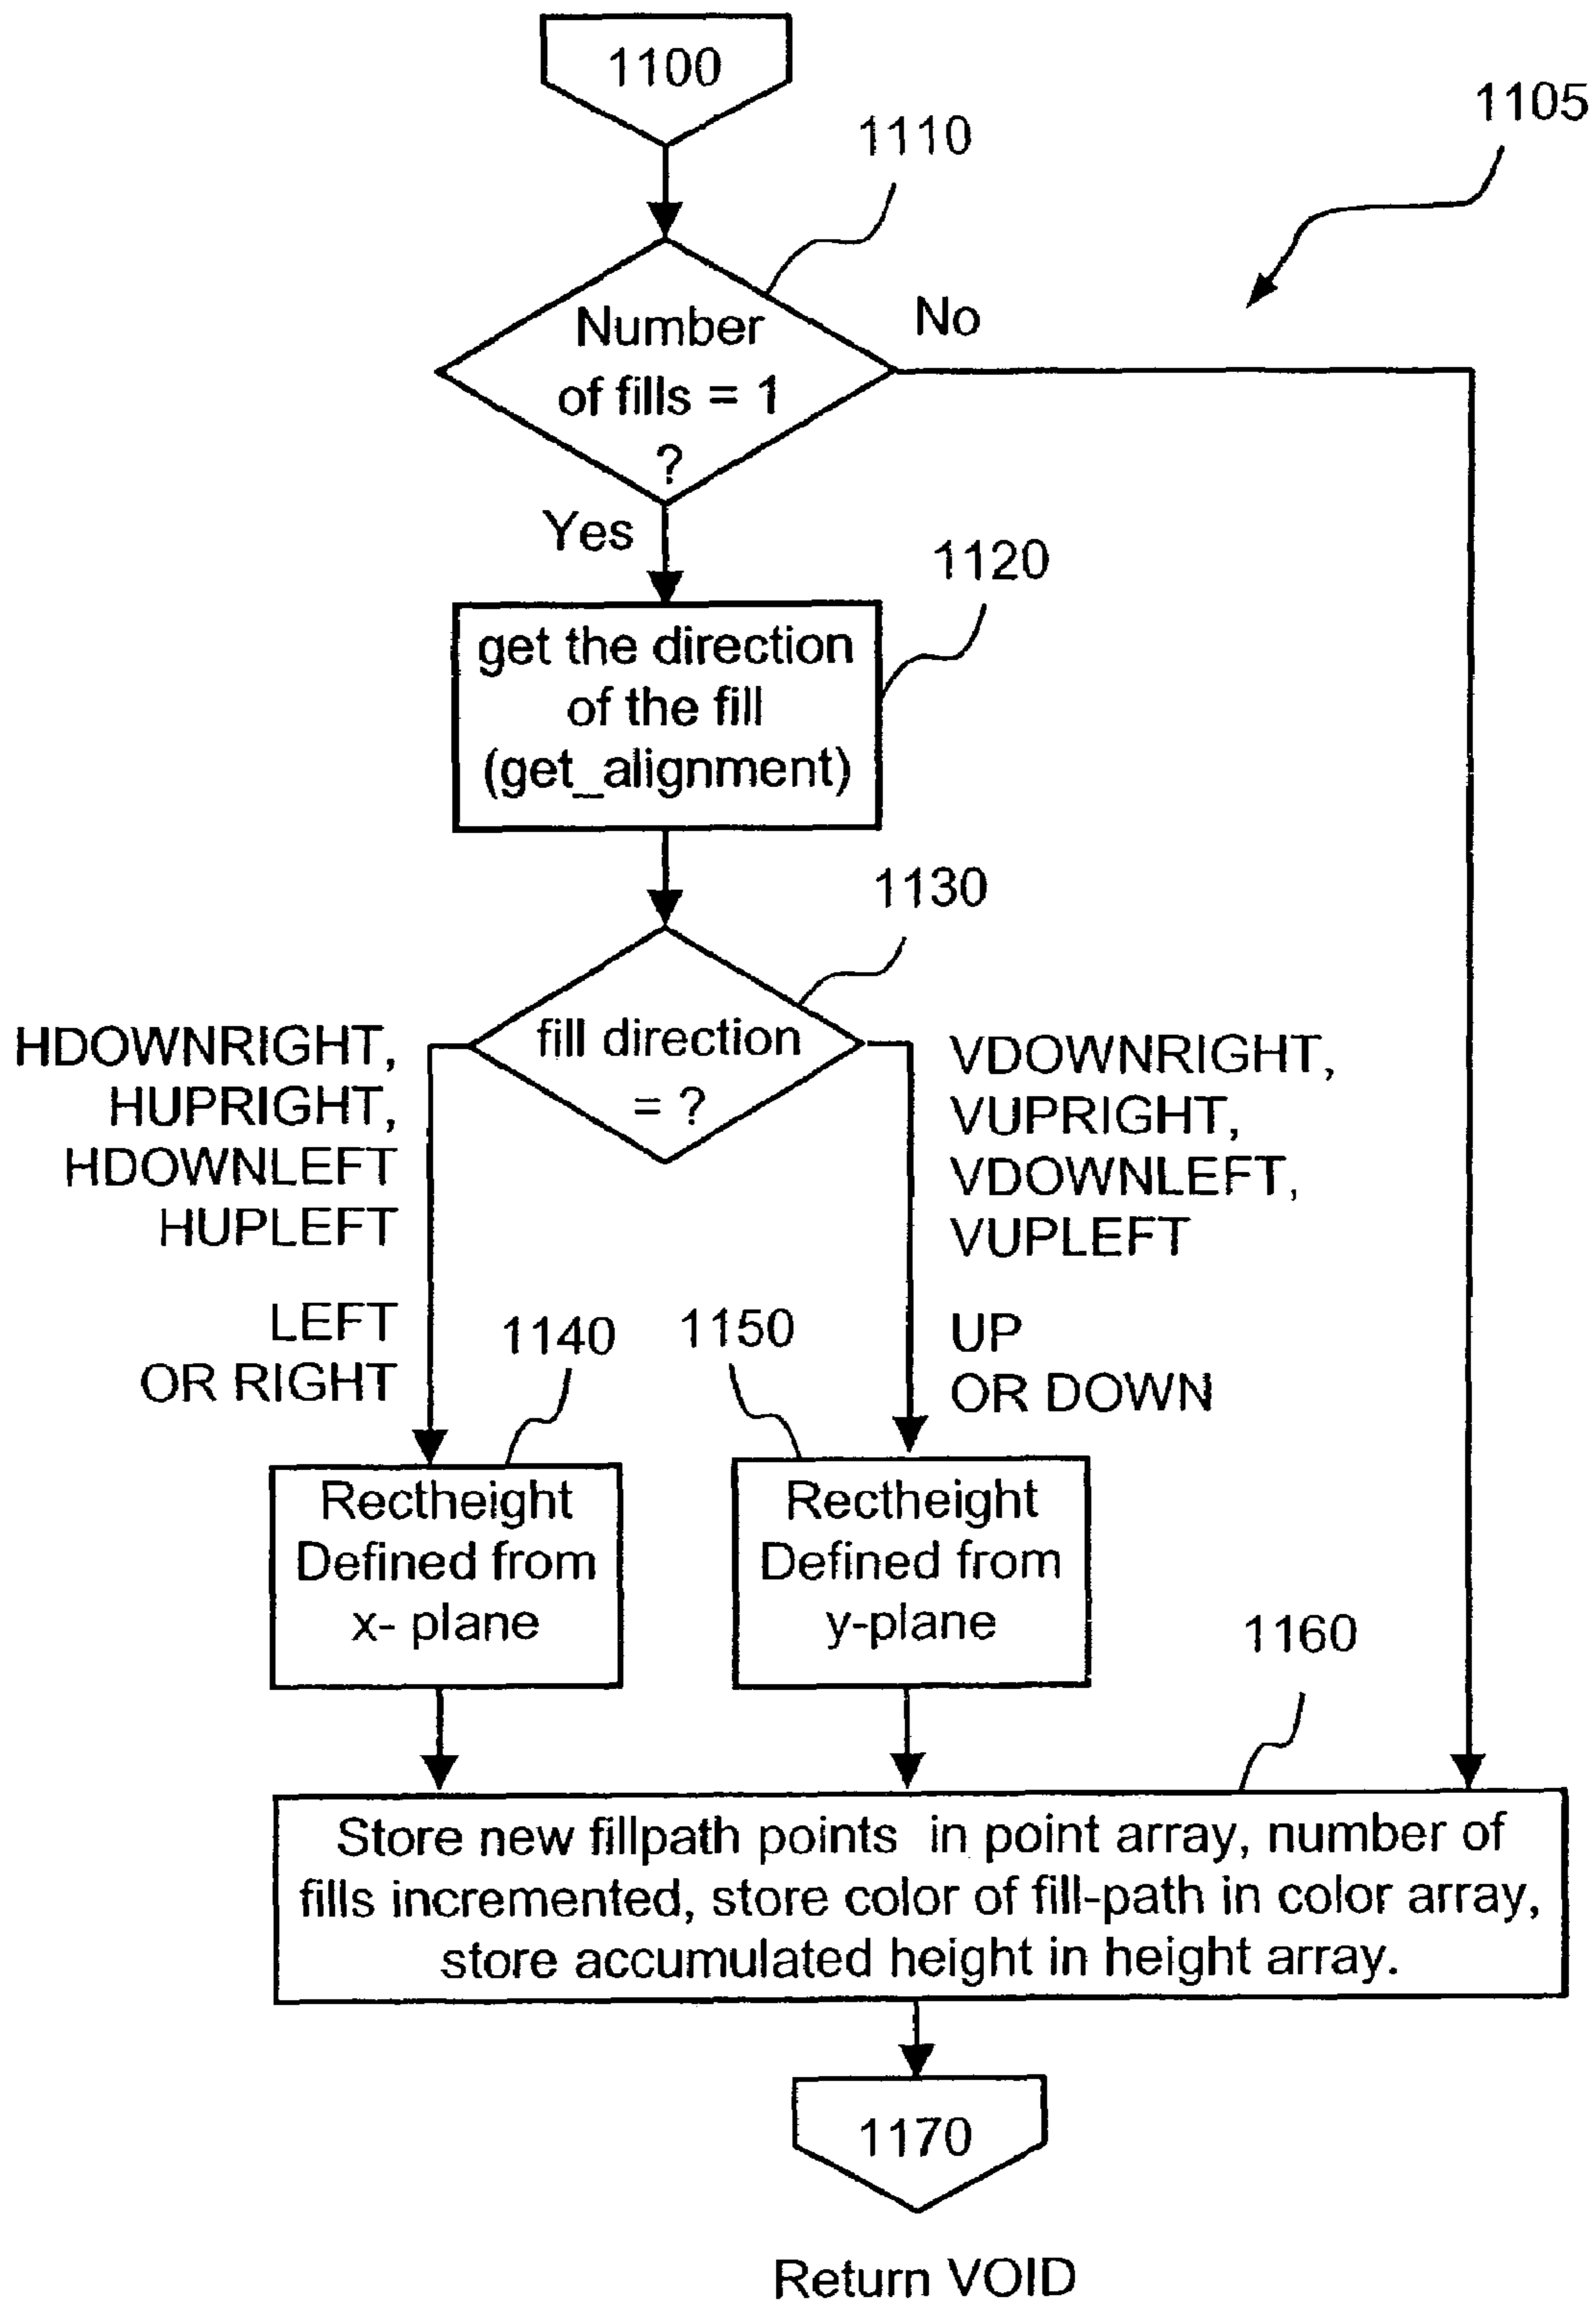 1100
1105
1110
Number
of fills = 1
?
No
Yes
1120
get the direction
of the fill
(get_alignment)
1130
fill direction
= ?
HDOWNRIGHT,
HUPRIGHT,
HDOWNLEFT
HUPLEFT
LEFT
OR RIGHT
VDOWNRIGHT,
VUPRIGHT,
VDOWNLEFT,
VUPLEFT
UP
OR DOWN
1140
1150
Rectheight
Defined from
x- plane
Rectheight
Defined from
y-plane
1160
Store new fillpath points in point array, number of
fills incremented, store color of fill-path in color array,
store accumulated height in height array.
1170
Return VOID